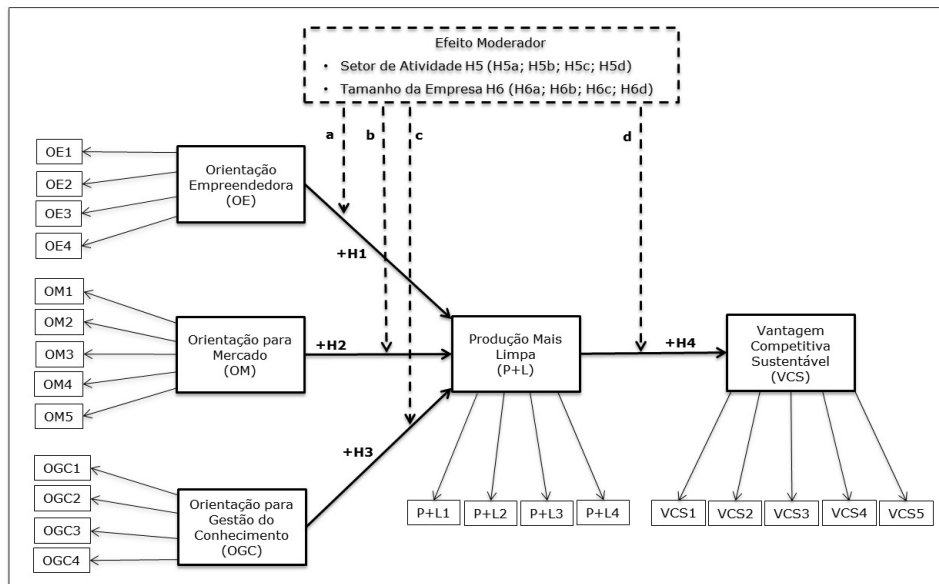 Efeito Moderador
• Setor de Atividade H5 (H5a; H5b; H5c; H5d)
• Tamanho da Empresa H6 (H6a; H6b; H6c; H6d)
a
b
c
d
OE1
OE2
OE3
OE4
Orientação
Empreendedora
(OE)
+H1
OM1
OM2
OM3
OM4
OM5
Orientação para
Mercado
(OM)
+H2
Produção Mais
Limpa
(P+L)
+H4
Vantagem
Competitiva
Sustentável
(VCS)
OGC1
OGC2
OGC3
OGC4
Orientação para
Gestão do
Conhecimento
(OGC)
+H3
P+L1
P+L2
P+L3
P+L4
VCS1
VCS2
VCS3
VCS4
VCS5